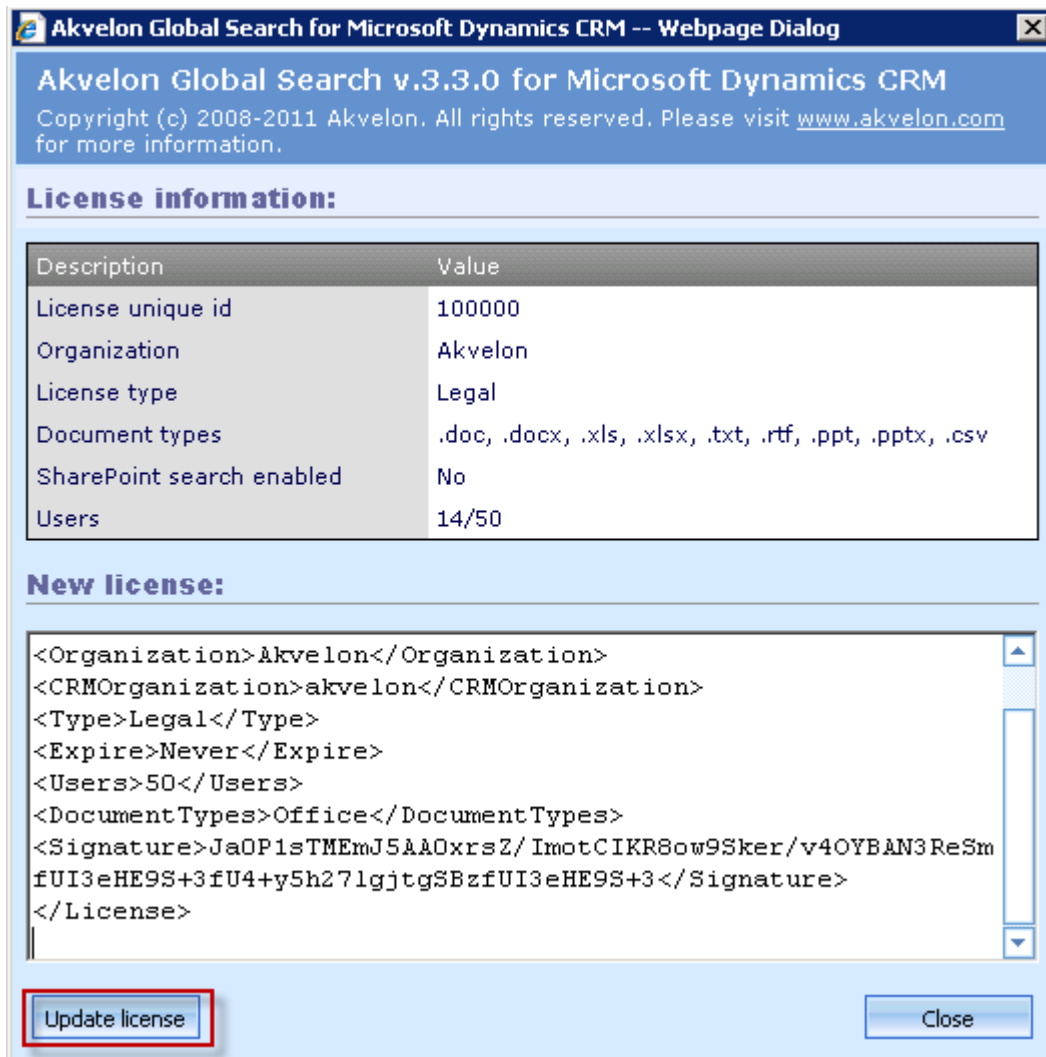 Akvelon Global Search for Microsoft Dynamics CRM -- Webpage Dialog
Akvelon Global Search v.3.3.0 for Microsoft Dynamics CRM
Copyright (c) 2008-2011 Akvelon. All rights reserved. Please visit www.akvelon.com
for more information.
License information:
Description Value
License unique id 100000
Organization Akvelon
License type Legal
Document types .doc, .docx, .xls, .xlsx, .txt, .rtf, .ppt, .pptx, .csv
SharePoint search enabled No
Users 14/50
New license:
<Organization>Akvelon</Organization>
<CRMOrganization>akvelon</CRMOrganization>
<Type>Legal</Type>
<Expire>Never</Expire>
<Users>50</Users>
<DocumentTypes>Office</DocumentTypes>
<Signature>JaOP1sTMEmJ5AAOxrsZ/ImotCIKR8ow9Sker/v4OYBAN3ReSm
fUI3eHE9S+3fU4+y5h27lgjtgSBzfUI3eHE9S+3</Signature>
</License>
Update license Close